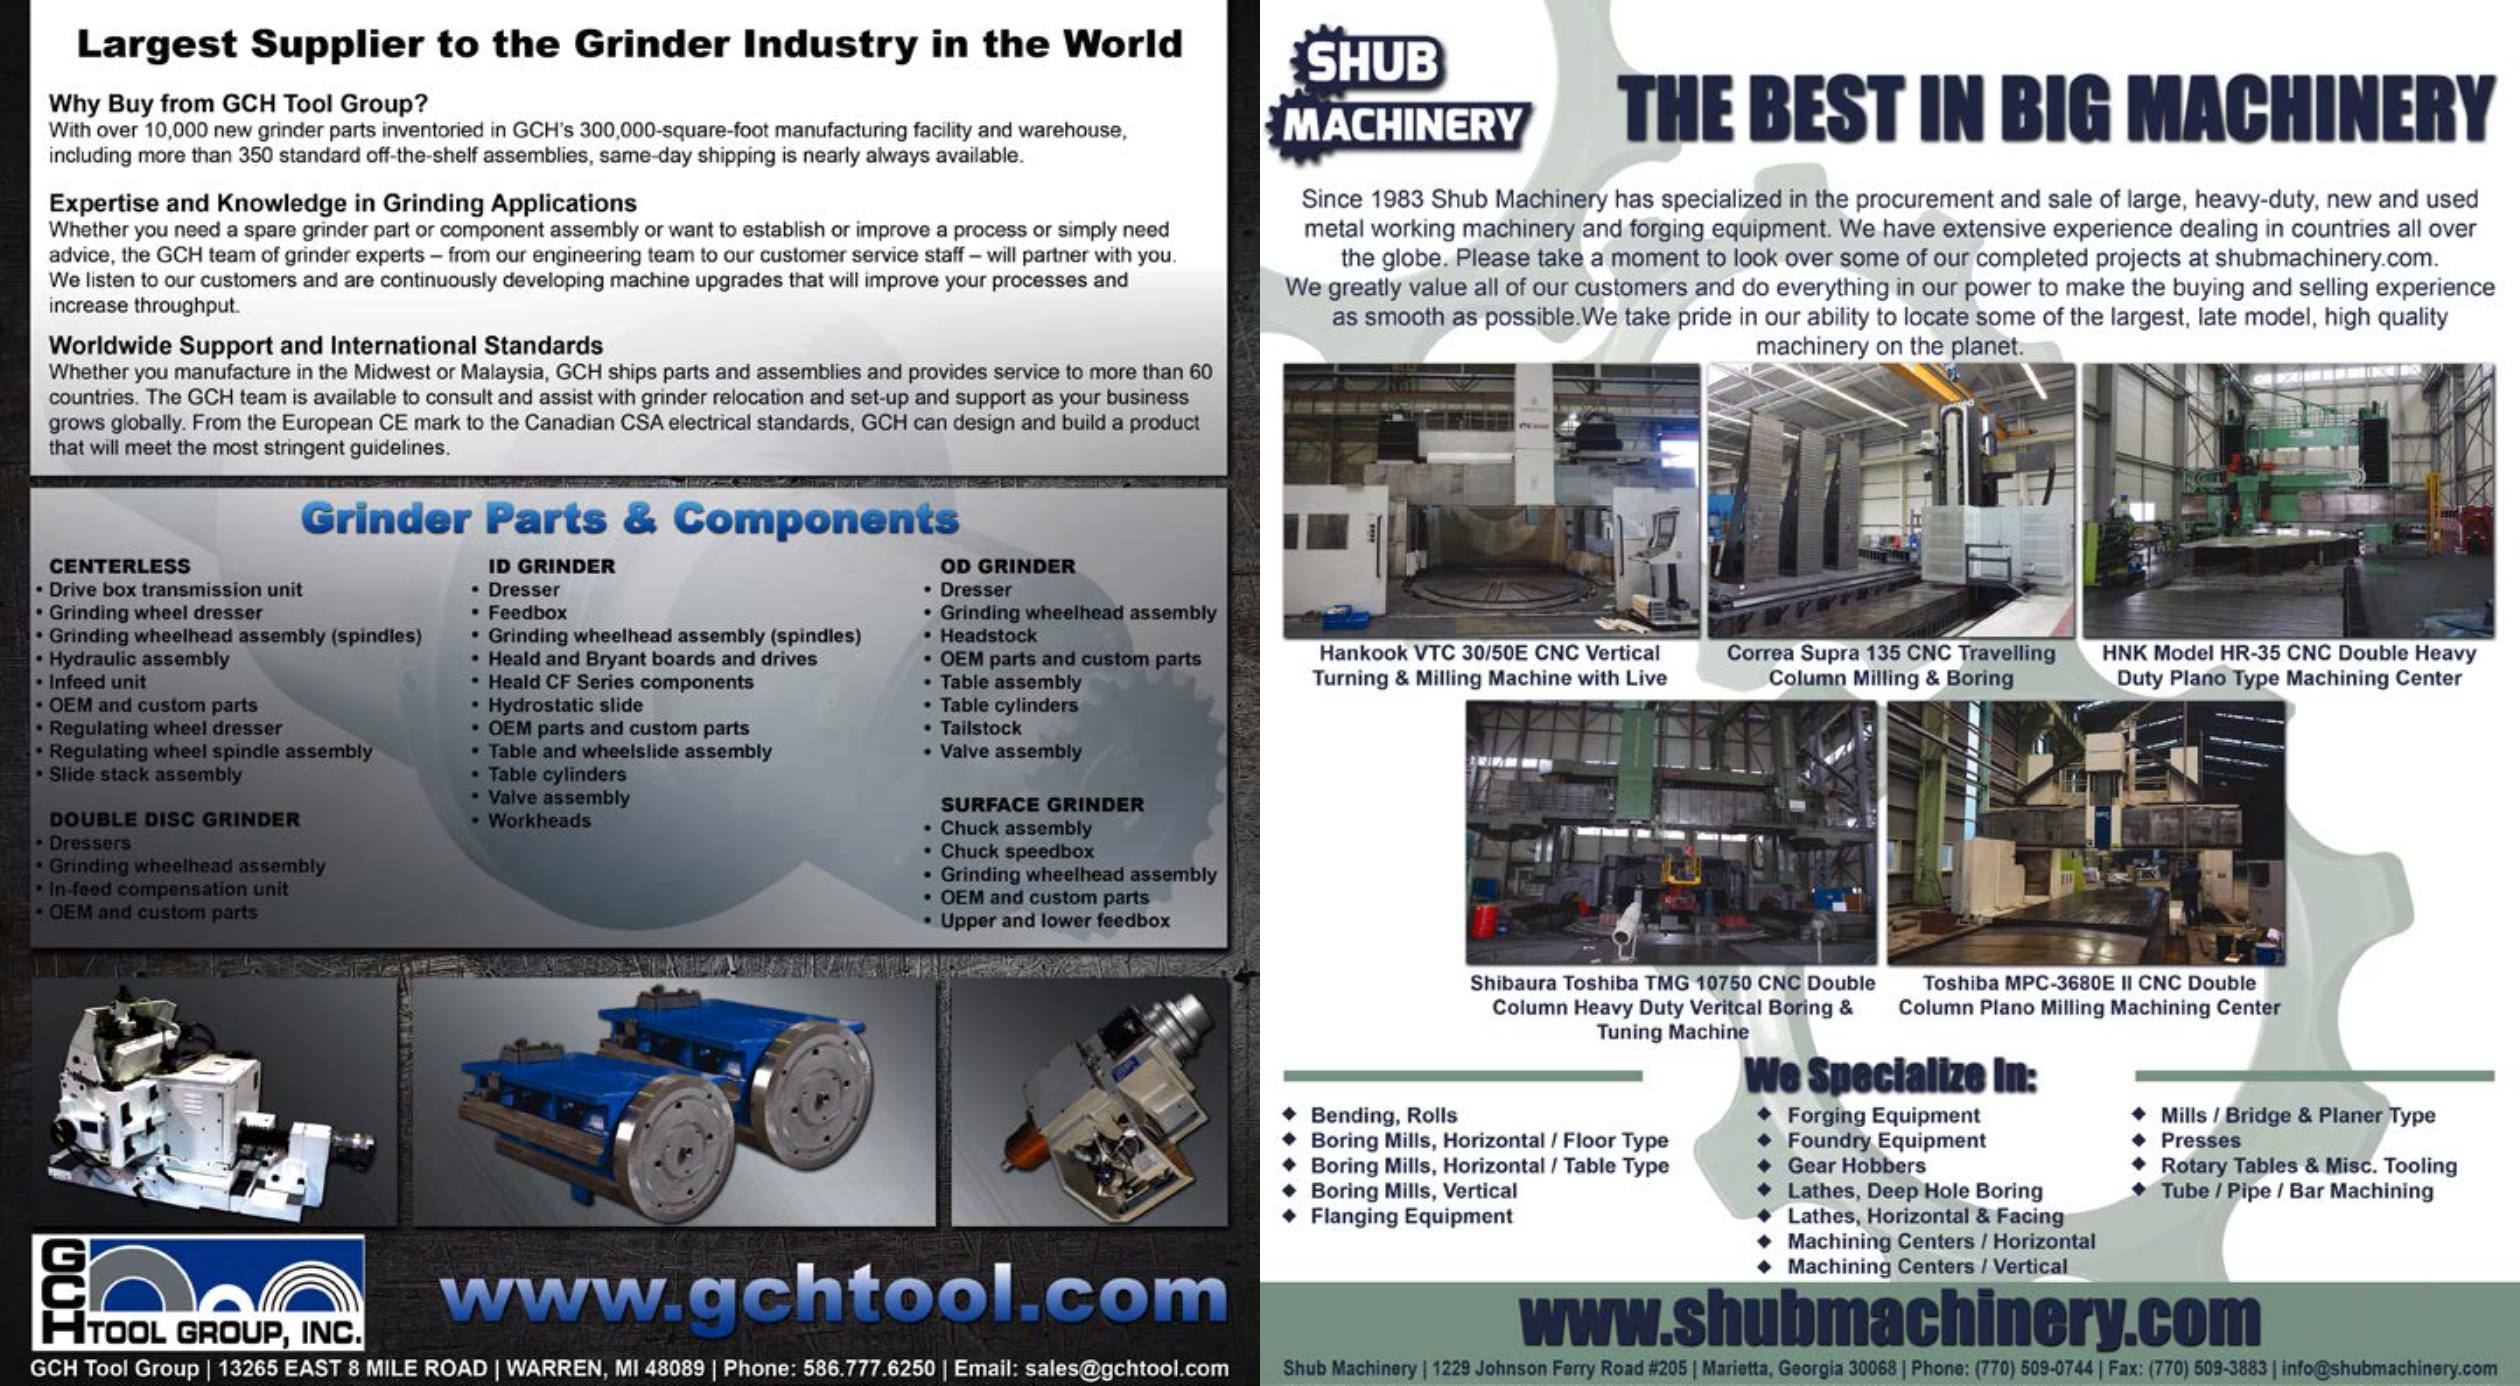 Largest Supplier to the Grinder Industry in the World
Why Buy from GCH Tool Group?
With over 10,000 new grinder parts inventoried in GCH's 300,000-square-foot manufacturing facility and warehouse,
including more than 350 standard off-the-shelf assemblies, same-day shipping is nearly always available.
Expertise and Knowledge in Grinding Applications
Whether you need a spare grinder part or component assembly or want to establish or improve a process or simply need
advice, the GCH team of grinder experts – from our engineering team to our customer service staff – will partner with you.
We listen to our customers and are continuously developing machine upgrades that will improve your processes and
increase throughput.
Worldwide Support and International Standards
Whether you manufacture in the Midwest or Malaysia, GCH ships parts and assemblies and provides service to more than 60
countries. The GCH team is available to consult and assist with grinder relocation and set-up and support as your business
grows globally. From the European CE mark to the Canadian CSA electrical standards, GCH can design and build a product
that will meet the most stringent guidelines.
Grinder Parts & Components
CENTERLESS
• Drive box transmission unit
• Grinding wheel dresser
• Grinding wheelhead assembly (spindles)
• Hydraulic assembly
• Infeed unit
• OEM and custom parts
• Regulating wheel dresser
• Regulating wheel spindle assembly
• Slide stack assembly
DOUBLE DISC GRINDER
• Dressers
• Grinding wheelhead assembly
• In-feed compensation unit
• OEM and custom parts
ID GRINDER
• Dresser
• Feedbox
• Grinding wheelhead assembly (spindles)
• Heald and Bryant boards and drives
• Heald CF Series components
• Hydrostatic slide
• OEM parts and custom parts
• Table and wheelslide assembly
• Table cylinders
• Valve assembly
• Workheads
OD GRINDER
• Dresser
• Grinding wheelhead assembly
• Headstock
• OEM parts and custom parts
• Table assembly
• Table cylinders
• Tailstock
• Valve assembly
SURFACE GRINDER
• Chuck assembly
• Chuck speedbox
• Grinding wheelhead assembly
• OEM and custom parts
• Upper and lower feedbox
GCH
TOOL GROUP, INC.
www.gchtool.com
GCH Tool Group | 13265 EAST 8 MILE ROAD | WARREN, MI 48089 | Phone: 586.777.6250 | Email: sales@gchtool.com
SHUB
MACHINERY
THE BEST IN BIG MACHINERY
Since 1983 Shub Machinery has specialized in the procurement and sale of large, heavy-duty, new and used
metal working machinery and forging equipment. We have extensive experience dealing in countries all over
the globe. Please take a moment to look over some of our completed projects at shubmachinery.com.
We greatly value all of our customers and do everything in our power to make the buying and selling experience
as smooth as possible.We take pride in our ability to locate some of the largest, late model, high quality
machinery on the planet.
Hankook VTC 30/50E CNC Vertical
Turning & Milling Machine with Live
Correa Supra 135 CNC Travelling
Column Milling & Boring
HNK Model HR-35 CNC Double Heavy
Duty Plano Type Machining Center
Shibaura Toshiba TMG 10750 CNC Double
Column Heavy Duty Veritcal Boring &
Tuning Machine
Toshiba MPC-3680E II CNC Double
Column Plano Milling Machining Center
We Specialize In:
◆ Bending, Rolls
◆ Boring Mills, Horizontal / Floor Type
◆ Boring Mills, Horizontal / Table Type
◆ Boring Mills, Vertical
◆ Flanging Equipment
◆ Forging Equipment
◆ Foundry Equipment
◆ Gear Hobbers
◆ Lathes, Deep Hole Boring
◆ Lathes, Horizontal & Facing
◆ Machining Centers / Horizontal
◆ Machining Centers / Vertical
◆ Mills / Bridge & Planer Type
◆ Presses
◆ Rotary Tables & Misc. Tooling
◆ Tube / Pipe / Bar Machining
www.shubmachinery.com
Shub Machinery | 1229 Johnson Ferry Road #205 | Marietta, Georgia 30068 | Phone: (770) 509-0744 | Fax: (770) 509-3883 | info@shubmachinery.com